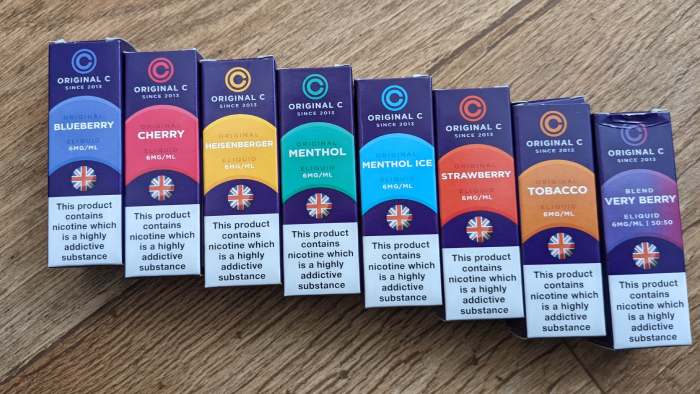 ORIGINAL C
SINCE 2013
ORIGINAL
BLUEBERRY
ELIQUID
6MG/ML
This product
contains
nicotine which
is a highly
addictive
substance
ORIGINAL C
SINCE 2013
ORIGINAL
CHERRY
ELIQUID
6MG/ML
This product
contains
nicotine which
is a highly
addictive
substance
ORIGINAL C
SINCE 2013
ORIGINAL
HEISENBERGER
ELIQUID
6MG/ML
This product
contains
nicotine which
is a highly
addictive
substance
ORIGINAL C
SINCE 2013
ORIGINAL
MENTHOL
ELIQUID
6MG/ML
This product
contains
nicotine which
is a highly
addictive
substance
ORIGINAL C
SINCE 2013
ORIGINAL
MENTHOL ICE
ELIQUID
6MG/ML
This product
contains
nicotine which
is a highly
addictive
substance
ORIGINAL C
SINCE 2013
ORIGINAL
STRAWBERRY
ELIQUID
6MG/ML
This product
contains
nicotine which
is a highly
addictive
substance
ORIGINAL C
SINCE 2013
ORIGINAL
TOBACCO
ELIQUID
6MG/ML
This product
contains
nicotine which
is a highly
addictive
substance
ORIGINAL C
SINCE 2013
BLEND
VERY BERRY
ELIQUID
6MG/ML | 50:50
This product
contains
nicotine which
is a highly
addictive
substance